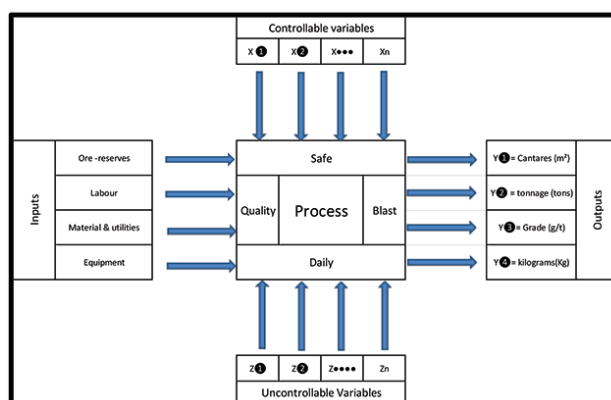 Controllable variables
X❶ X❷ X●●● Xn
Inputs
Ore -reserves
Labour
Material & utilities
Equipment
Safe
Quality Process Blast
Daily
Y❶= Cantares (m²)
Y❷= tonnage (tons)
Y❸= Grade (g/t)
Y❹= kilograms(Kg)
Outputs
Z❶ Z❷ Z●●●● Zn
Uncontrollable Variables